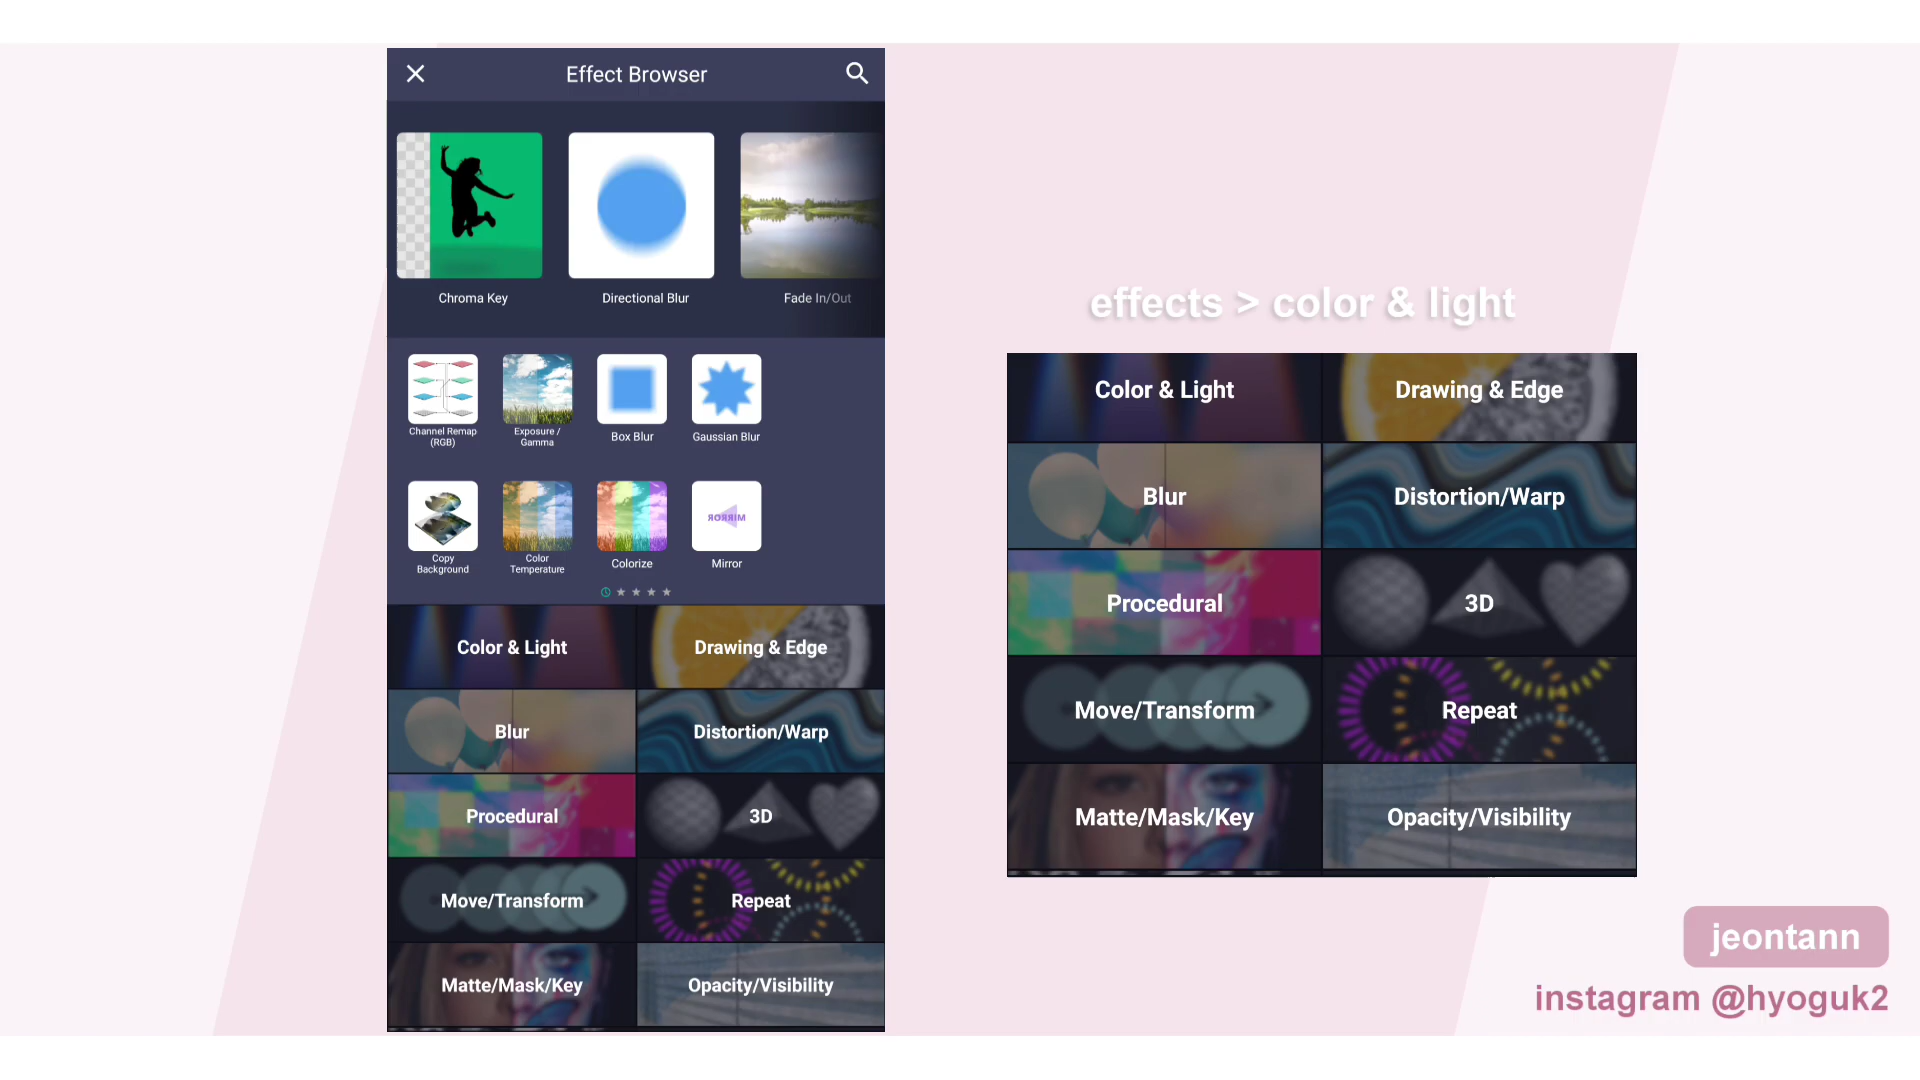 Effect Browser
Chroma Key
Directional Blur
Fade In/Out
Channel Remap
(RGB)
Exposure /
Gamma
Box Blur
Gaussian Blur
MIRROR
Copy
Background
Color
Temperature
Colorize
Mirror
Color & Light
Drawing & Edge
Blur
Distortion/Warp
Procedural
3D
Move/Transform
Repeat
Matte/Mask/Key
Opacity/Visibility
effects > color & light
Color & Light
Drawing & Edge
Blur
Distortion/Warp
Procedural
3D
Move/Transform
Repeat
Matte/Mask/Key
Opacity/Visibility
jeontann
instagram @hyoguk2